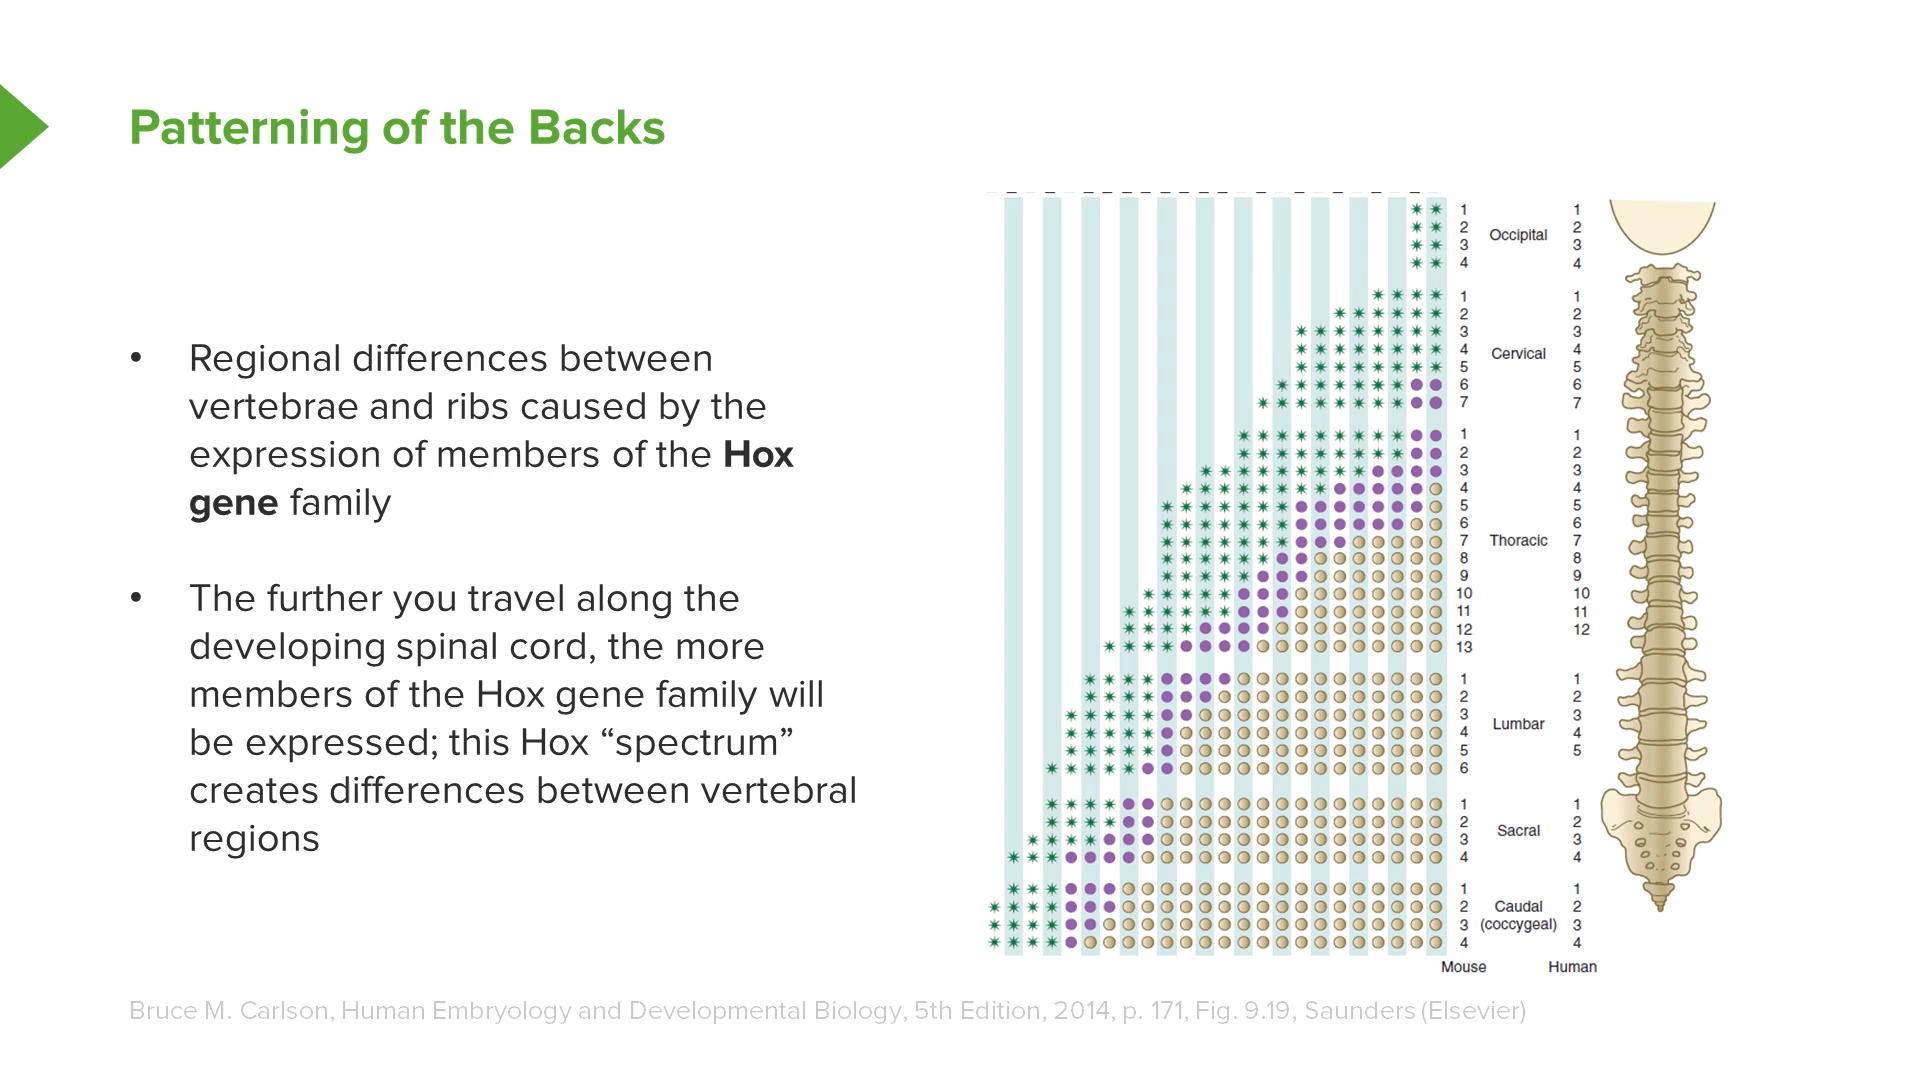 Patterning of the Backs
• Regional differences between
vertebrae and ribs caused by the
expression of members of the Hox
gene family
• The further you travel along the
developing spinal cord, the more
members of the Hox gene family will
be expressed; this Hox “spectrum”
creates differences between vertebral
regions
1 1
2 Occipital 2
3 3
4 4
1 1
2 2
3 3
4 Cervical 4
5 5
6 6
7 7
1 1
2 2
3 3
4 4
5 5
6 6
7 Thoracic 7
8 8
9 9
10 10
11 11
12 12
13
1 1
2 2
3 Lumbar 3
4 4
5 5
6
1 1
2 Sacral 2
3 3
4 4
1 1
2 Caudal 2
3 (coccygeal) 3
4 4
Mouse Human
Bruce M. Carlson, Human Embryology and Developmental Biology, 5th Edition, 2014, p. 171, Fig. 9.19, Saunders (Elsevier)